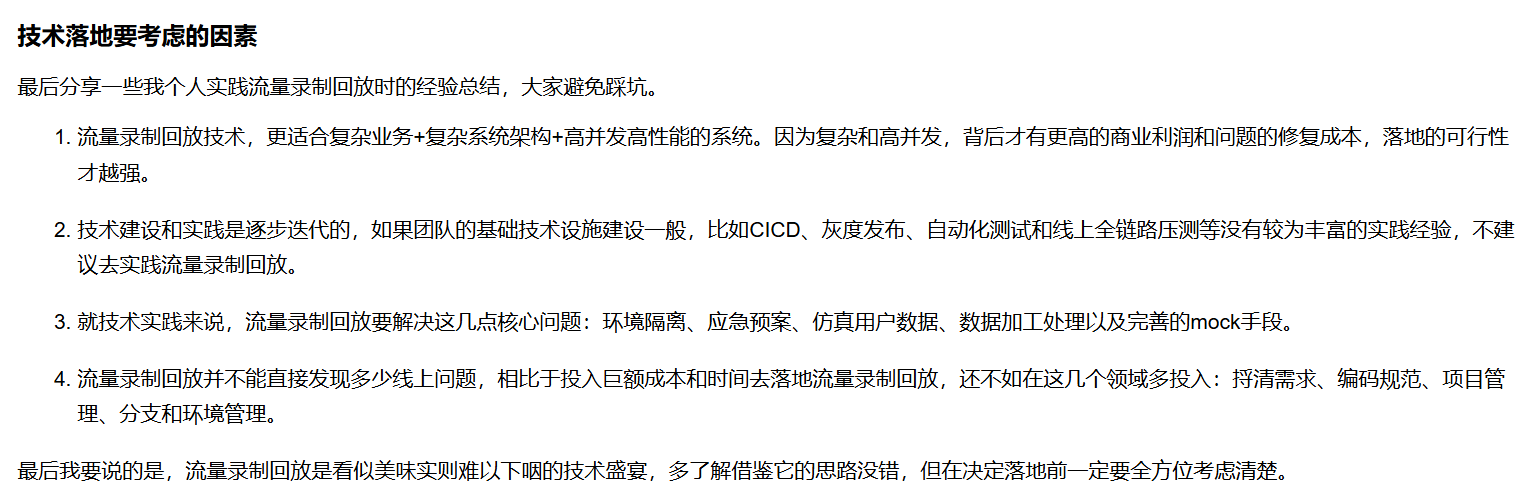 技术落地要考虑的因素
最后分享一些我个人实践流量录制回放时的经验总结，大家避免踩坑。
1. 流量录制回放技术，更适合复杂业务+复杂系统架构+高并发高性能的系统。因为复杂和高并发，背后才有更高的商业利润和问题的修复成本，落地的可行性
才越强。
2. 技术建设和实践是逐步迭代的，如果团队的基础技术设施建设一般，比如CICD、灰度发布、自动化测试和线上全链路压测等没有较为丰富的实践经验，不建
议去实践流量录制回放。
3. 就技术实践来说，流量录制回放要解决这几点核心问题：环境隔离、应急预案、仿真用户数据、数据加工处理以及完善的mock手段。
4. 流量录制回放并不能直接发现多少线上问题，相比于投入巨额成本和时间去落地流量录制回放，还不如在这几个领域多投入：捋清需求、编码规范、项目管
理、分支和环境管理。
最后我要说的是，流量录制回放是看似美味实则难以下咽的技术盛宴，多了解借鉴它的思路没错，但在决定落地前一定要全方位考虑清楚。